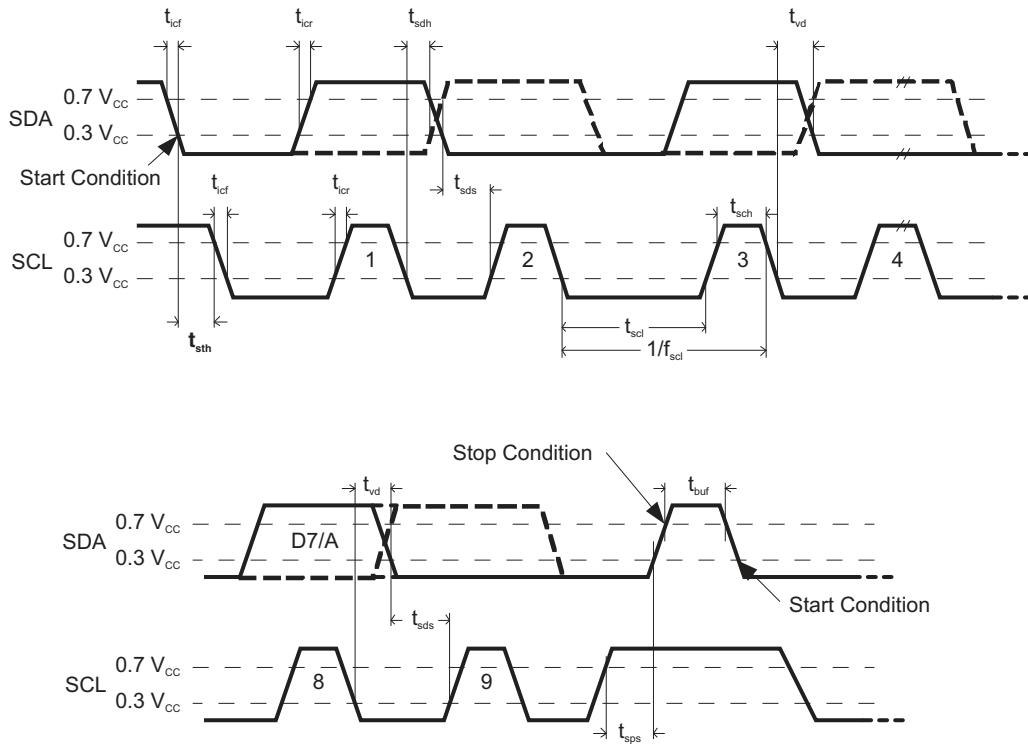 t_icf t_icr t_sdh t_vd
0.7 V_CC
SDA
0.3 V_CC
Start Condition
t_icf t_icr t_sds t_sch
0.7 V_CC
SCL
0.3 V_CC
1 2 3 4
t_sth
t_scl
1/f_scl
Stop Condition
t_vd t_buf
0.7 V_CC
SDA
D7/A
0.3 V_CC
Start Condition
t_sds
0.7 V_CC
SCL
0.3 V_CC
8 9
t_sps